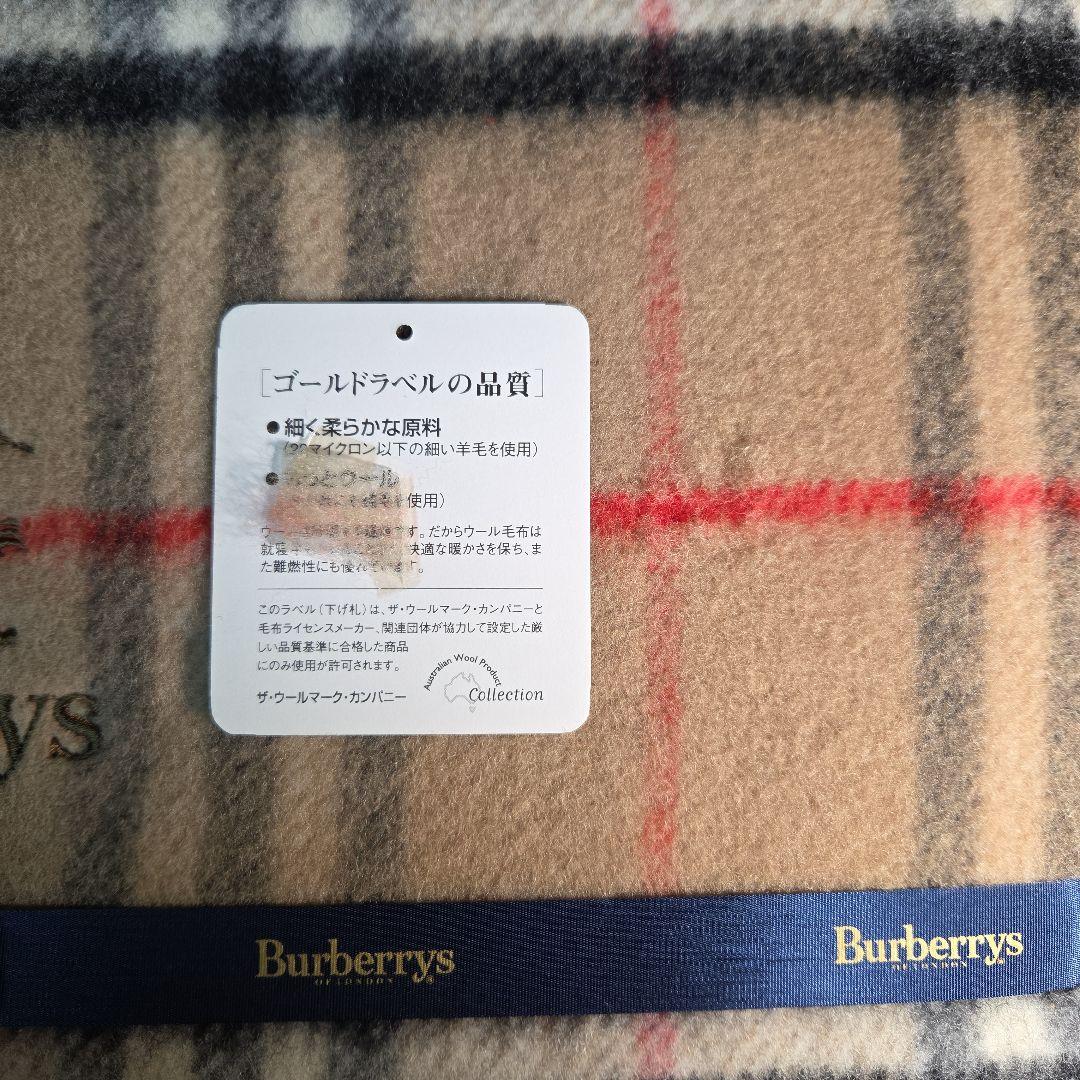 [ゴールドラベルの品質]
●細く柔らかな原料
マイクロン以下の細い羊毛を使用)
使用)
です。だからウール毛布は
快適な暖かさを保ち、ま
た難燃性にも優れています。
このラベル(下げ札)は、ザ・ウールマーク・カンパニーと
毛布ライセンスメーカー、関連団体が協力して設定した厳
しい品質基準に合格した商品
にのみ使用が許可されます。
ザ・ウールマーク・カンパニー
Australian Wool Product
Collection
rys
Burberrys
OF LONDON ®
Burberrys
OF LONDON ®